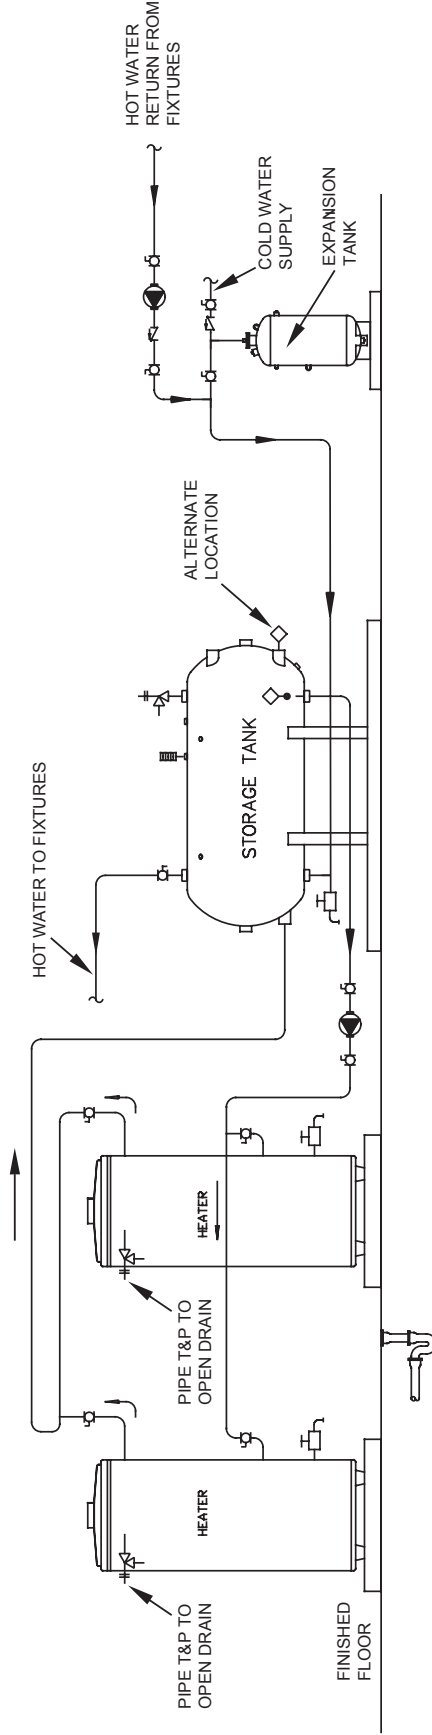 PIPE T&P TO
OPEN DRAIN
HEATER
FINISHED
FLOOR
PIPE T&P TO
OPEN DRAIN
HEATER
HOT WATER TO FIXTURES
STORAGE TANK
ALTERNATE
LOCATION
HOT WATER
RETURN FROM
FIXTURES
COLD WATER
SUPPLY
EXPANSION
TANK